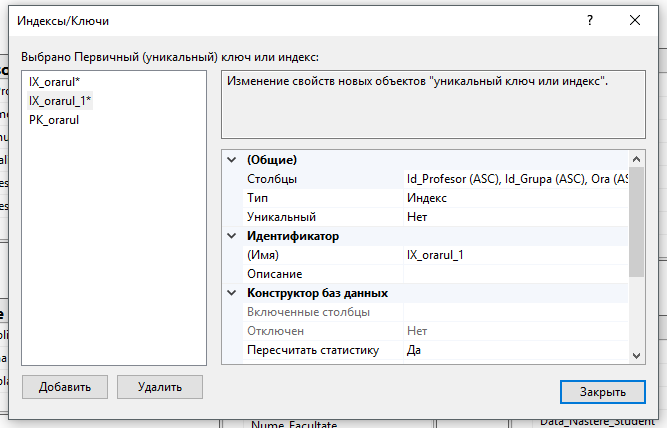 Индексы/Ключи
Выбрано Первичный (уникальный) ключ или индекс:
IX_orarul*
IX_orarul_1*
PK_orarul
Изменение свойств новых объектов "уникальный ключ или индекс".
(Общие)
Столбцы Id_Profesor (ASC), Id_Grupa (ASC), Ora (AS
Тип Индекс
Уникальный Нет
Идентификатор
(Имя) IX_orarul_1
Описание
Конструктор баз данных
Включенные столбцы
Отключен Нет
Пересчитать статистику Да
Добавить Удалить
Закрыть
Nume_Facultate Data_Nastere_Student